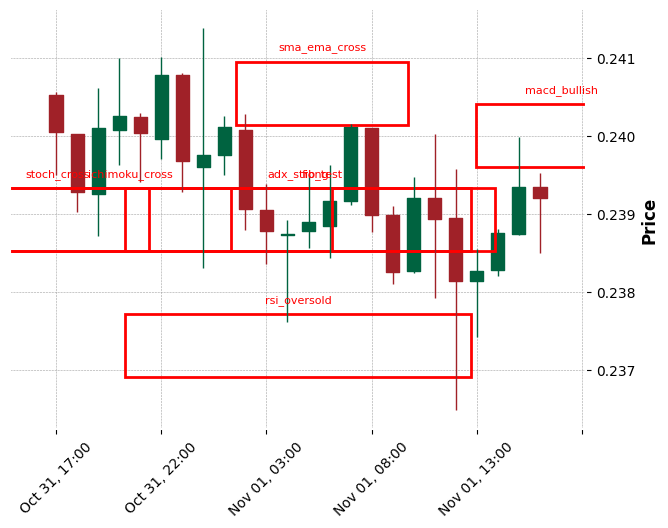 sma_ema_cross
macd_bullish
stoch_cross
ichimoku_cross
adx_strong
fib_test
rsi_oversold
0.241
0.240
0.239
0.238
0.237
Price
Oct 31, 17:00
Oct 31, 22:00
Nov 01, 03:00
Nov 01, 08:00
Nov 01, 13:00